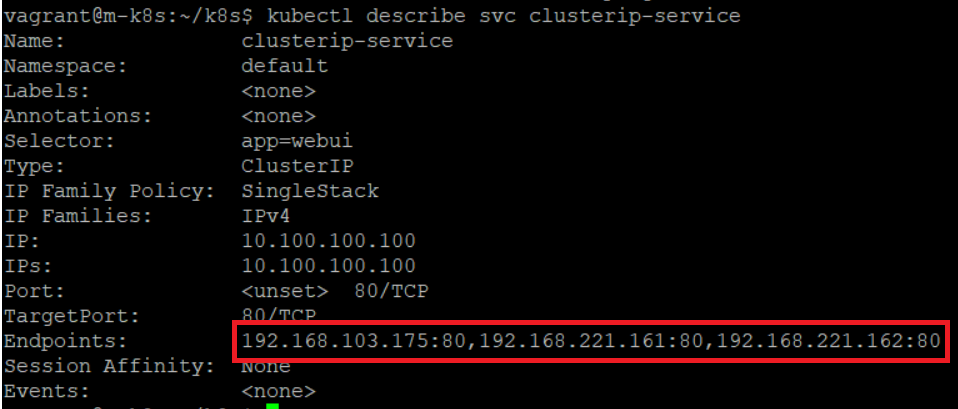 vagrant@m-k8s:~/k8s$ kubectl describe svc clusterip-service
Name: clusterip-service
Namespace: default
Labels: <none>
Annotations: <none>
Selector: app=webui
Type: ClusterIP
IP Family Policy: SingleStack
IP Families: IPv4
IP: 10.100.100.100
IPs: 10.100.100.100
Port: <unset> 80/TCP
TargetPort: 80/TCP
Endpoints: 192.168.103.175:80,192.168.221.161:80,192.168.221.162:80
Session Affinity: None
Events: <none>